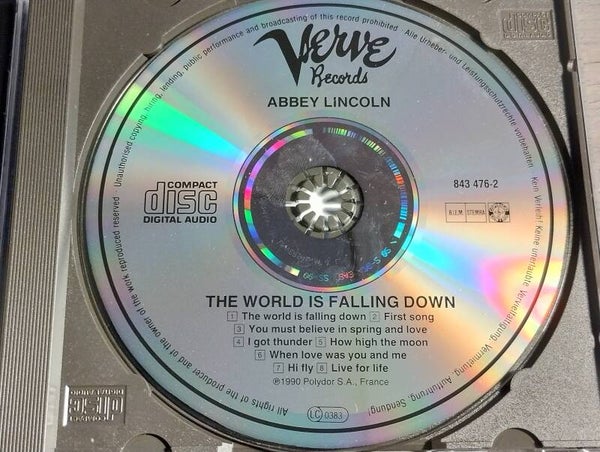 Unauthorised copying, hiring, lending, public performance and broadcasting of this record prohibited · Alle Urheber- und Leistungsschutzrechte vorbehalten · Kein Verleih! Keine unerlaubte Vervielfältigung, Vermietung, Aufführung, Sendung!
Verve
Records
ABBEY LINCOLN
COMPACT
disc
DIGITAL AUDIO
843 476-2
B.I.E.M.
STEMRA
THE WORLD IS FALLING DOWN
1 The world is falling down 2 First song
3 You must believe in spring and love
4 I got thunder 5 How high the moon
6 When love was you and me
7 Hi fly 8 Live for life
℗1990 Polydor S.A., France
LC 0383
All rights of the producer and of the owner of the work reproduced reserved ·
COMPACT
disc
DIGITAL AUDIO